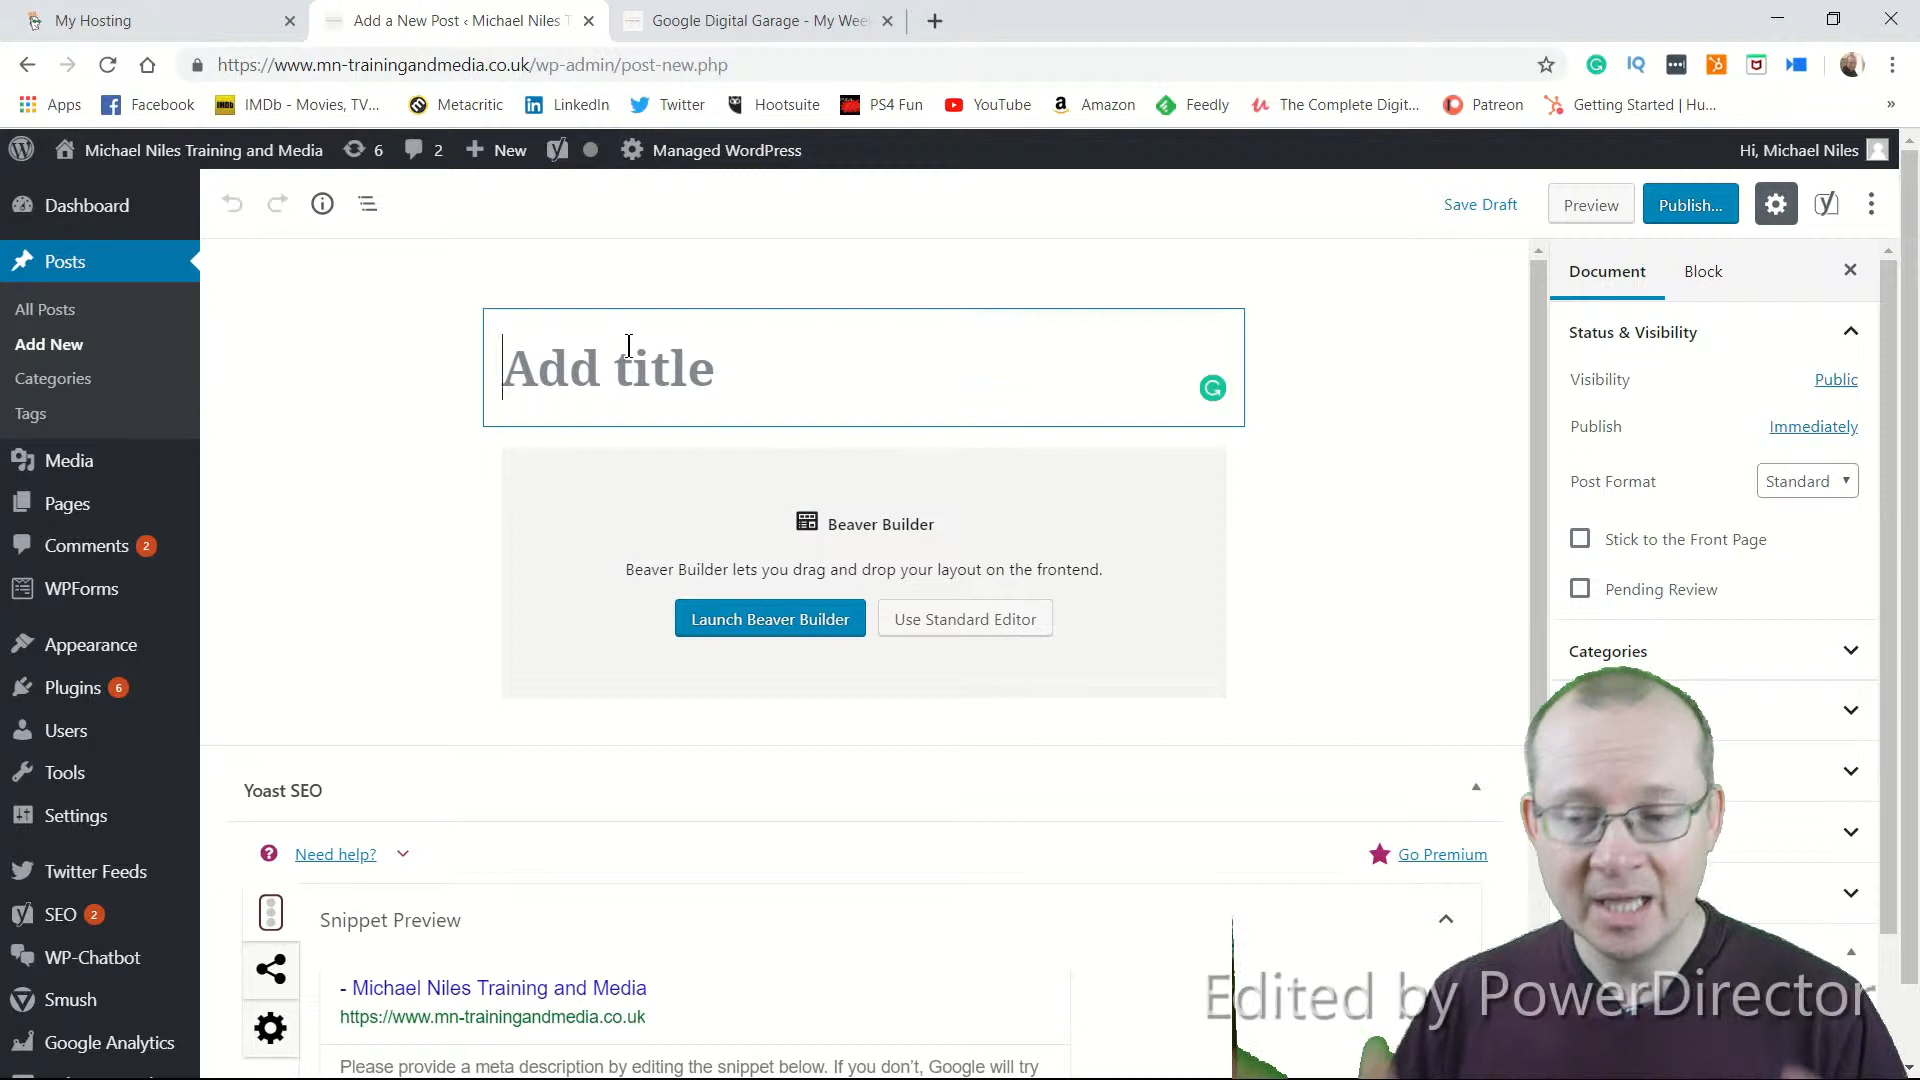 My Hosting
Add a New Post ‹ Michael Niles T
Google Digital Garage - My Wee
https://www.mn-trainingandmedia.co.uk/wp-admin/post-new.php
Apps Facebook IMDb - Movies, TV... Metacritic LinkedIn Twitter Hootsuite PS4 Fun YouTube Amazon Feedly The Complete Digit... Patreon Getting Started | Hu... »
Michael Niles Training and Media 6 2 New Managed WordPress Hi, Michael Niles
Dashboard
Posts
All Posts
Add New
Categories
Tags
Media
Pages
Comments 2
WPForms
Appearance
Plugins 6
Users
Tools
Settings
Twitter Feeds
SEO 2
WP-Chatbot
Smush
Google Analytics
Save Draft Preview Publish...
Add title
Beaver Builder
Beaver Builder lets you drag and drop your layout on the frontend.
Launch Beaver Builder Use Standard Editor
Yoast SEO
Need help? Go Premium
Snippet Preview
- Michael Niles Training and Media
https://www.mn-trainingandmedia.co.uk
Please provide a meta description by editing the snippet below. If you don't, Google will try
Document Block
Status & Visibility
Visibility Public
Publish Immediately
Post Format Standard
Stick to the Front Page
Pending Review
Categories
Edited by PowerDirector